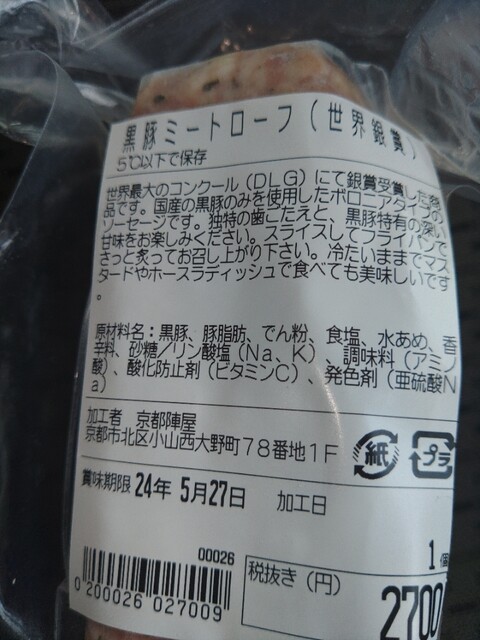 黒豚ミートローフ(世界銀賞)
5℃以下で保存
世界最大のコンクール(DLG)にて銀賞受賞した商
品です。国産の黒豚のみを使用したボロニアタイプの
ソーセージです。独特の歯ごたえと、黒豚特有の深い
甘味をお楽しみください。スライスしてフライパンで
さっと炙ってお召し上がり下さい。冷たいままでマス
タードやホースラディッシュで食べても美味しいです
。
原材料名:黒豚、豚脂肪、でん粉、食塩、水あめ、香
辛料、砂糖/リン酸塩(Na、K)、調味料(アミノ
酸)、酸化防止剤(ビタミンC)、発色剤(亜硫酸N
a)
加工者 京都陣屋
京都市北区小山西大野町78番地1F
紙 プラ
賞味期限 24年 5月27日 加工日
00026
1個
0 200026 027009
税抜き(円)
2700